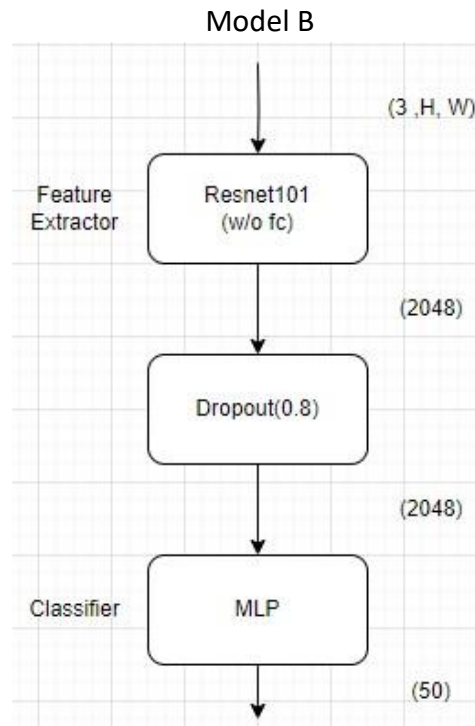 Model B
(3 ,H, W)
Feature
Extractor
Resnet101
(w/o fc)
(2048)
Dropout(0.8)
(2048)
Classifier
MLP
(50)